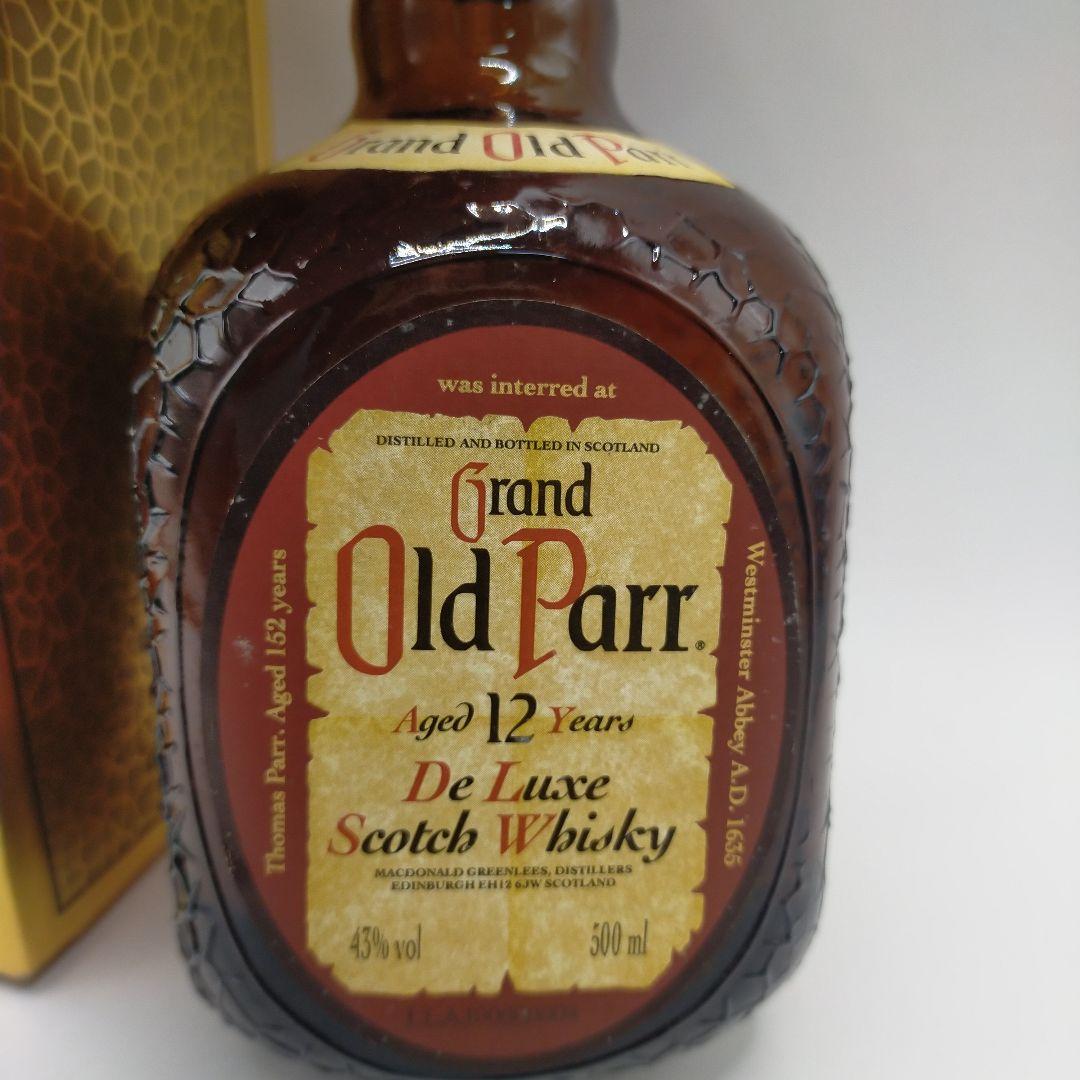 Grand Old Parr
was interred at
DISTILLED AND BOTTLED IN SCOTLAND
Grand
Old Parr®
Aged 12 Years
De Luxe
Scotch Whisky
MACDONALD GREENLEES, DISTILLERS
EDINBURGH EH12 6JW SCOTLAND
43% vol 500 ml
Thomas Parr. Aged 152 years
Westminster Abbey A.D. 1635